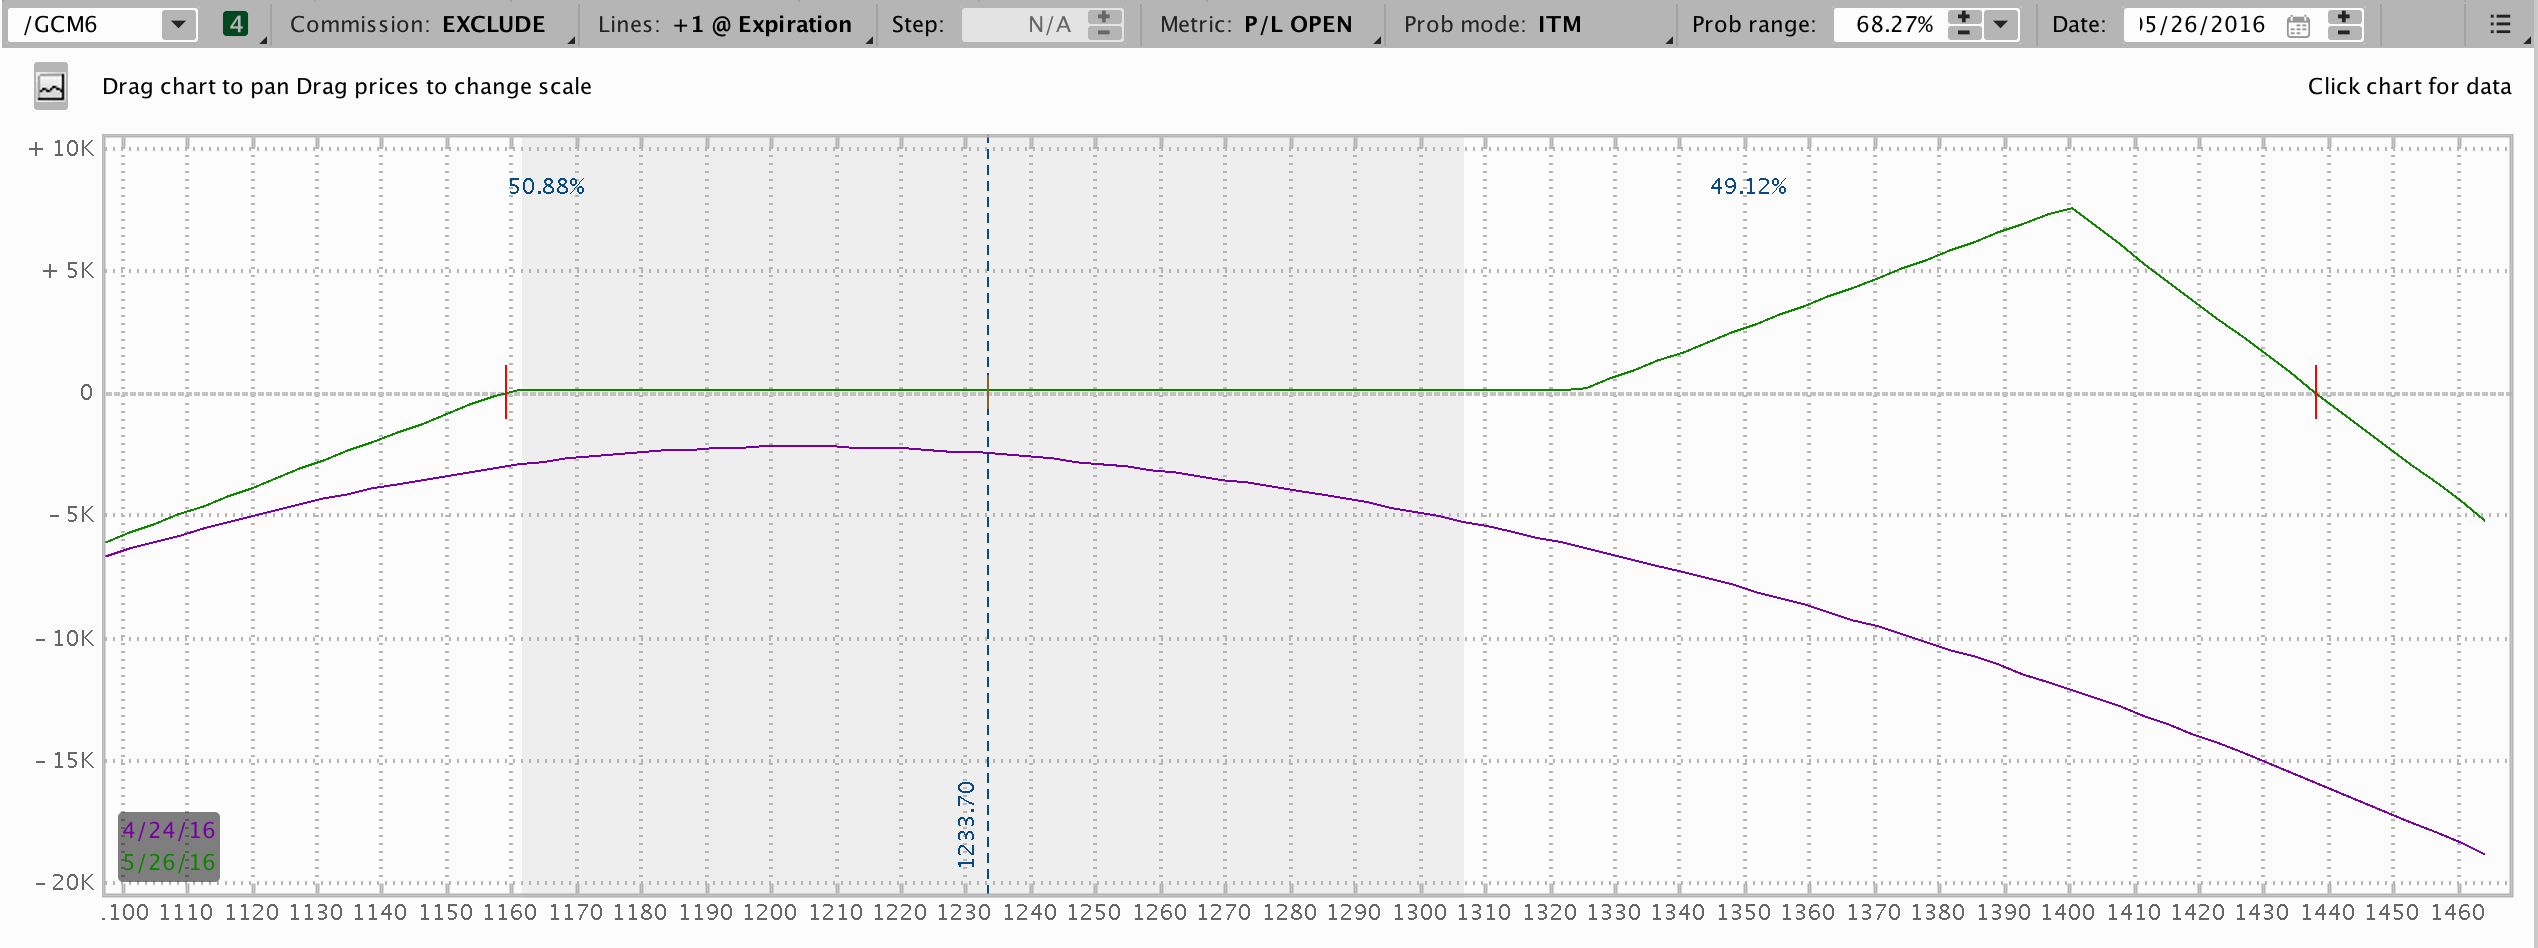 /GCM6 4 Commission: EXCLUDE Lines: +1 @ Expiration Step: N/A Metric: P/L OPEN Prob mode: ITM Prob range: 68.27% Date: 05/26/2016
Drag chart to pan Drag prices to change scale Click chart for data
+ 10K
50.88% 49.12%
+ 5K
0
- 5K
- 10K
- 15K
1233.70
4/24/16
5/26/16
- 20K
.100 1110 1120 1130 1140 1150 1160 1170 1180 1190 1200 1210 1220 1230 1240 1250 1260 1270 1280 1290 1300 1310 1320 1330 1340 1350 1360 1370 1380 1390 1400 1410 1420 1430 1440 1450 1460